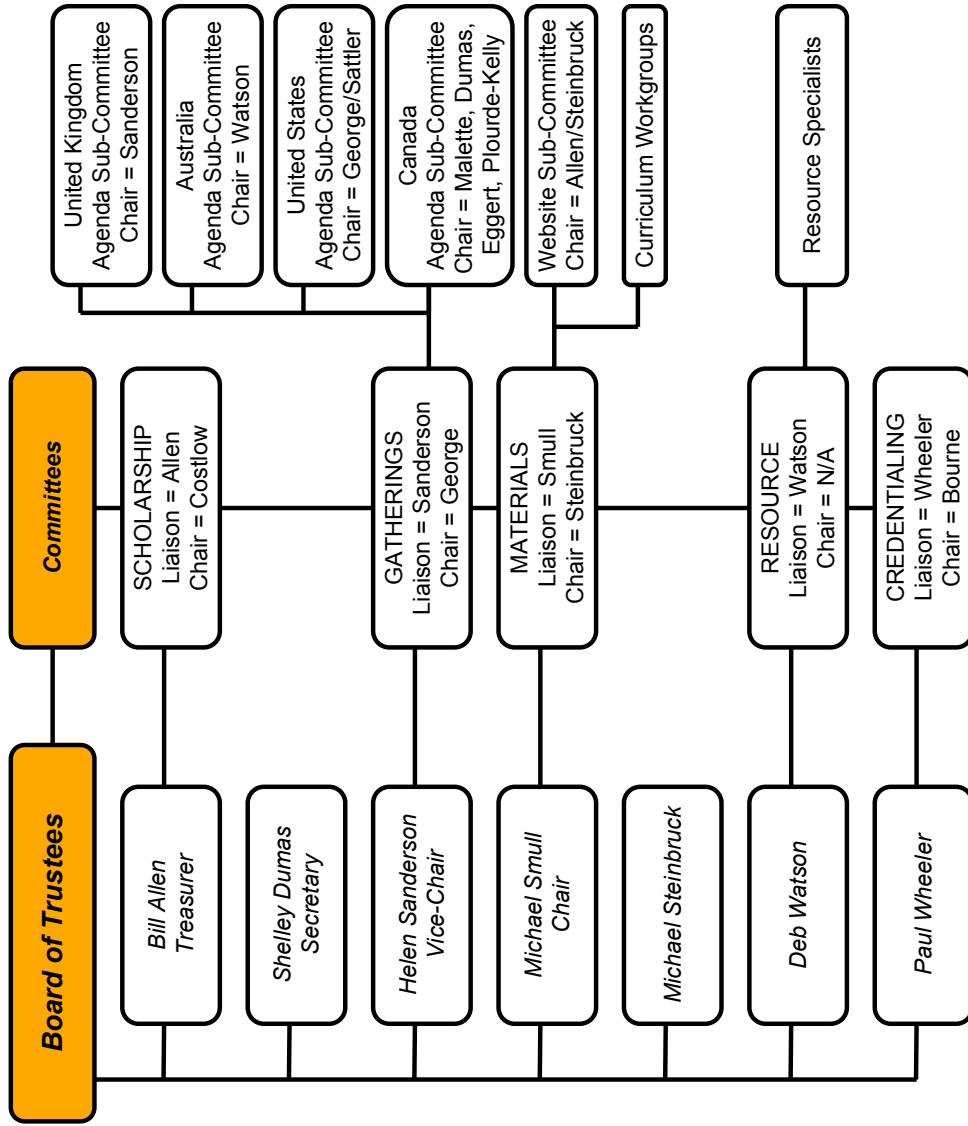 Board of Trustees
Bill Allen
Treasurer
Shelley Dumas
Secretary
Helen Sanderson
Vice-Chair
Michael Smull
Chair
Michael Steinbruck
Deb Watson
Paul Wheeler
Committees
SCHOLARSHIP
Liaison = Allen
Chair = Costlow
GATHERINGS
Liaison = Sanderson
Chair = George
MATERIALS
Liaison = Smull
Chair = Steinbruck
RESOURCE
Liaison = Watson
Chair = N/A
CREDENTIALING
Liaison = Wheeler
Chair = Bourne
United Kingdom
Agenda Sub-Committee
Chair = Sanderson
Australia
Agenda Sub-Committee
Chair = Watson
United States
Agenda Sub-Committee
Chair = George/Sattler
Canada
Agenda Sub-Committee
Chair = Malette, Dumas,
Eggert, Plourde-Kelly
Website Sub-Committee
Chair = Allen/Steinbruck
Curriculum Workgroups
Resource Specialists